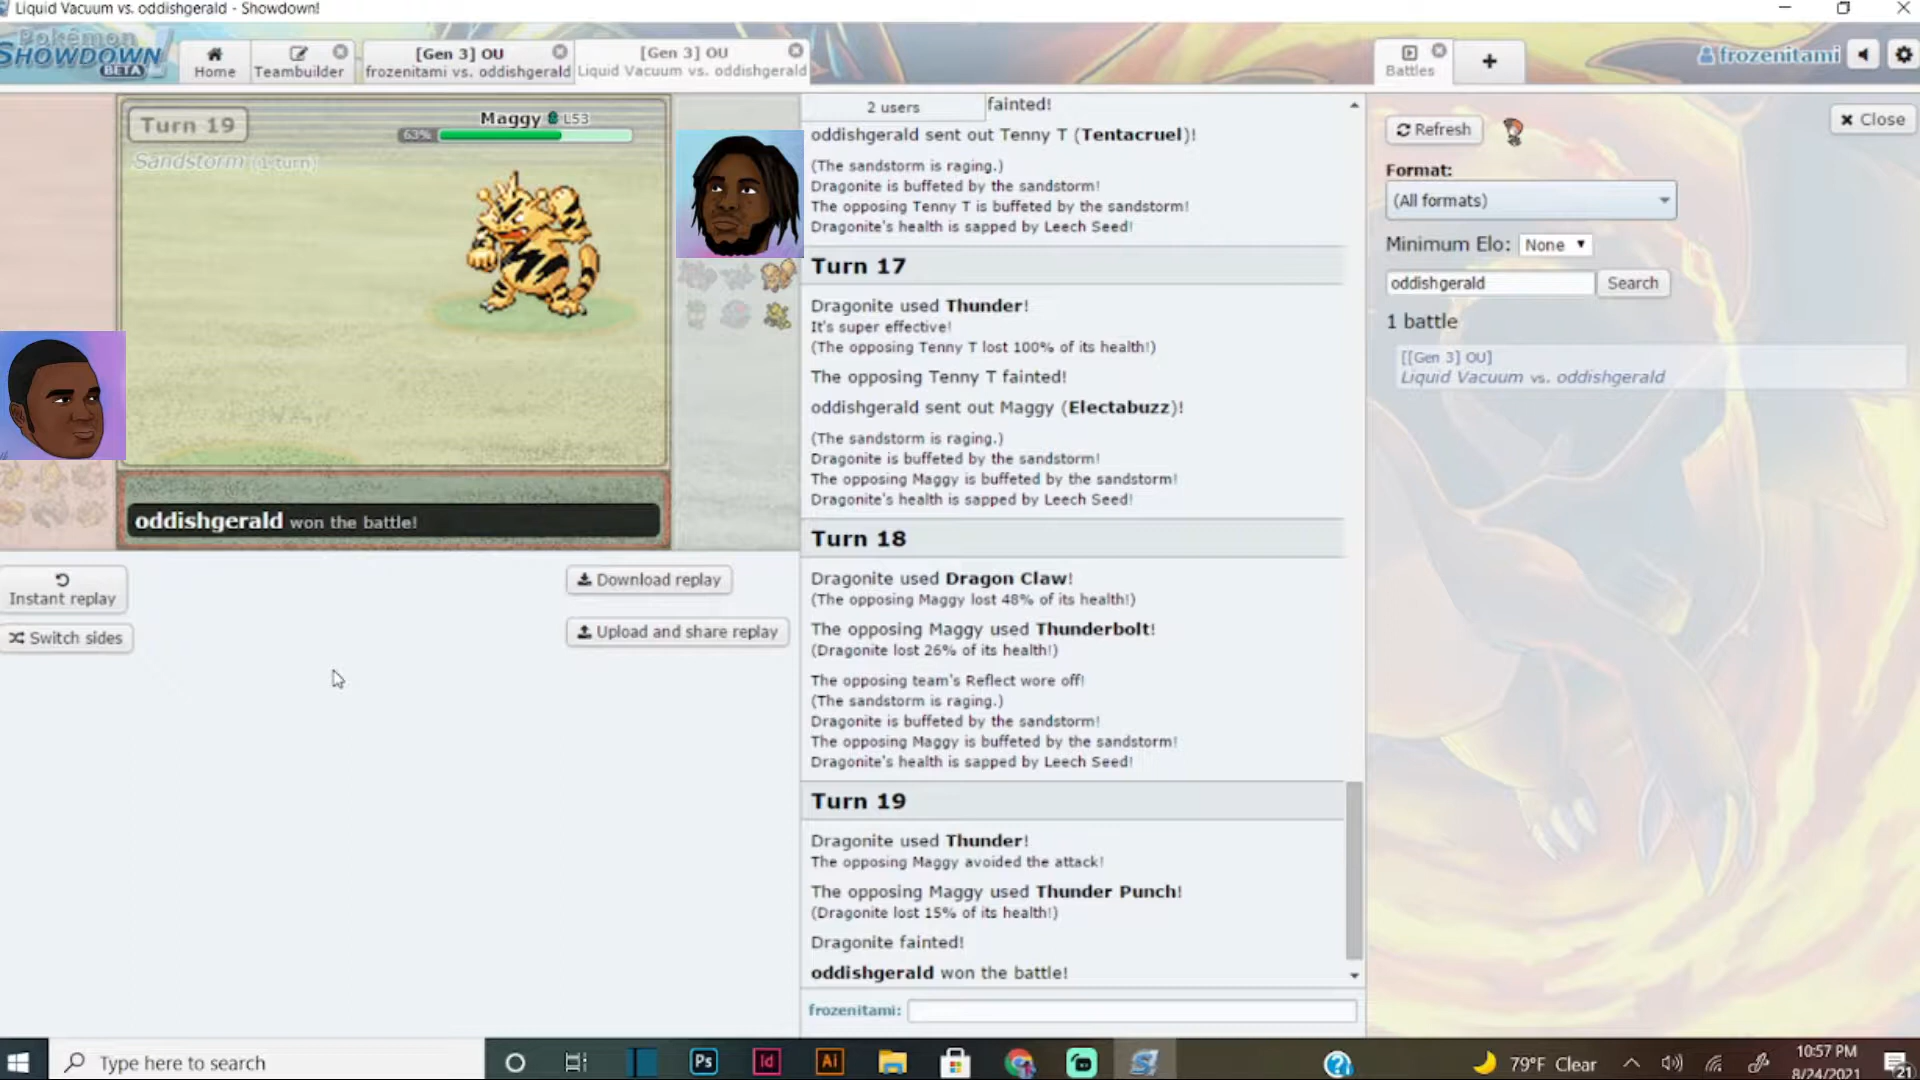 Liquid Vacuum vs. oddishgerald - Showdown!
Pokémon
SHOWDOWN
BETA
Home
Teambuilder
[Gen 3] OU
frozenitami vs. oddishgerald
[Gen 3] OU
Liquid Vacuum vs. oddishgerald
Battles
+
frozenitami
Turn 19
Sandstorm (1 turn)
Maggy L53
63%
oddishgerald won the battle!
Instant replay
Switch sides
Download replay
Upload and share replay
2 users
fainted!
oddishgerald sent out Tenny T (Tentacruel)!
(The sandstorm is raging.)
Dragonite is buffeted by the sandstorm!
The opposing Tenny T is buffeted by the sandstorm!
Dragonite's health is sapped by Leech Seed!
Turn 17
Dragonite used Thunder!
It's super effective!
(The opposing Tenny T lost 100% of its health!)
The opposing Tenny T fainted!
oddishgerald sent out Maggy (Electabuzz)!
(The sandstorm is raging.)
Dragonite is buffeted by the sandstorm!
The opposing Maggy is buffeted by the sandstorm!
Dragonite's health is sapped by Leech Seed!
Turn 18
Dragonite used Dragon Claw!
(The opposing Maggy lost 48% of its health!)
The opposing Maggy used Thunderbolt!
(Dragonite lost 26% of its health!)
The opposing team's Reflect wore off!
(The sandstorm is raging.)
Dragonite is buffeted by the sandstorm!
The opposing Maggy is buffeted by the sandstorm!
Dragonite's health is sapped by Leech Seed!
Turn 19
Dragonite used Thunder!
The opposing Maggy avoided the attack!
The opposing Maggy used Thunder Punch!
(Dragonite lost 15% of its health!)
Dragonite fainted!
oddishgerald won the battle!
frozenitami:
Refresh
Close
Format:
(All formats)
Minimum Elo: None
oddishgerald Search
1 battle
[[Gen 3] OU]
Liquid Vacuum vs. oddishgerald
Type here to search
Ps
Id
Ai
79°F Clear
10:57 PM
8/24/2021
21